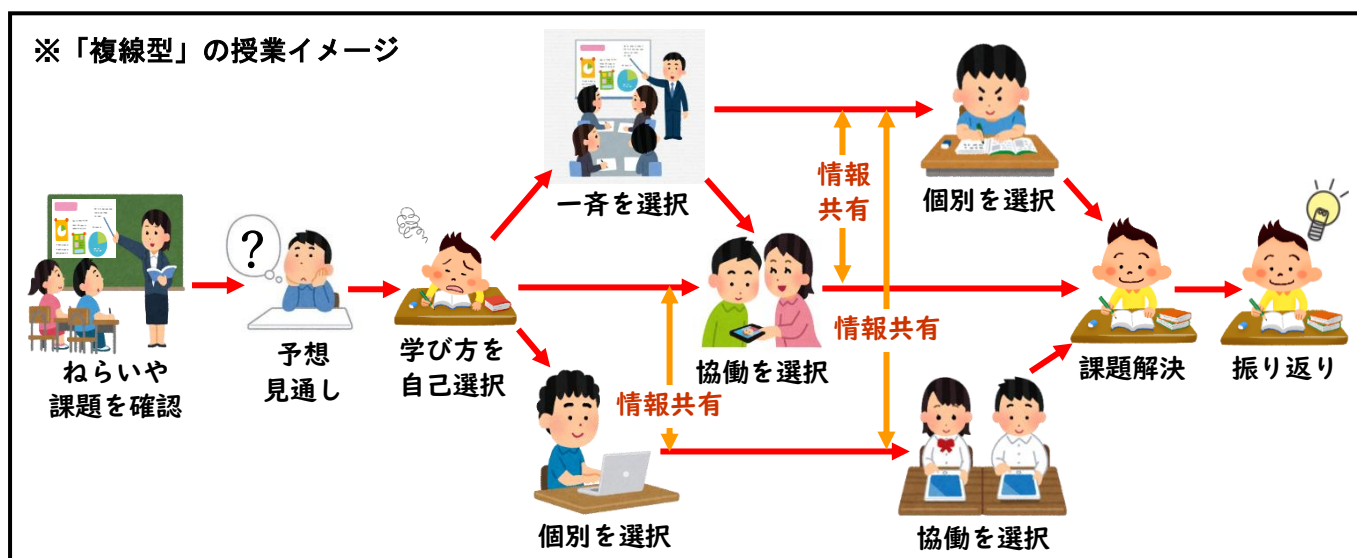 ※「複線型」の授業イメージ
ねらいや
課題を確認
?
予想
見通し
学び方を
自己選択
一斉を選択
協働を選択
個別を選択
情報共有
情報
共有
情報共有
個別を選択
協働を選択
課題解決
振り返り